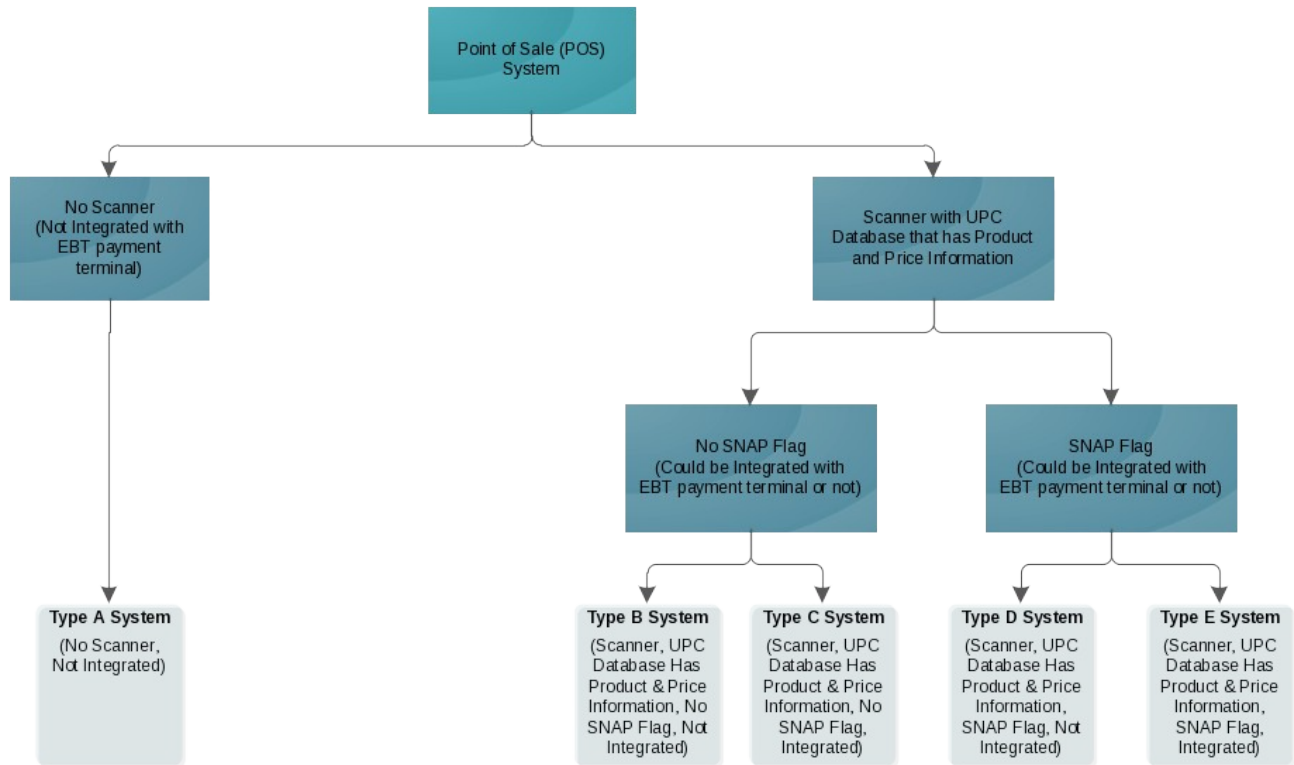 Point of Sale (POS)
System
No Scanner
(Not Integrated with
EBT payment
terminal)
Scanner with UPC
Database that has Product
and Price Information
No SNAP Flag
(Could be Integrated with
EBT payment terminal or not)
SNAP Flag
(Could be Integrated with
EBT payment terminal or not)
Type A System
(No Scanner,
Not Integrated)
Type B System
(Scanner, UPC
Database Has
Product & Price
Information, No
SNAP Flag, Not
Integrated)
Type C System
(Scanner, UPC
Database Has
Product & Price
Information, No
SNAP Flag,
Integrated)
Type D System
(Scanner, UPC
Database Has
Product & Price
Information,
SNAP Flag, Not
Integrated)
Type E System
(Scanner, UPC
Database Has
Product & Price
Information,
SNAP Flag,
Integrated)